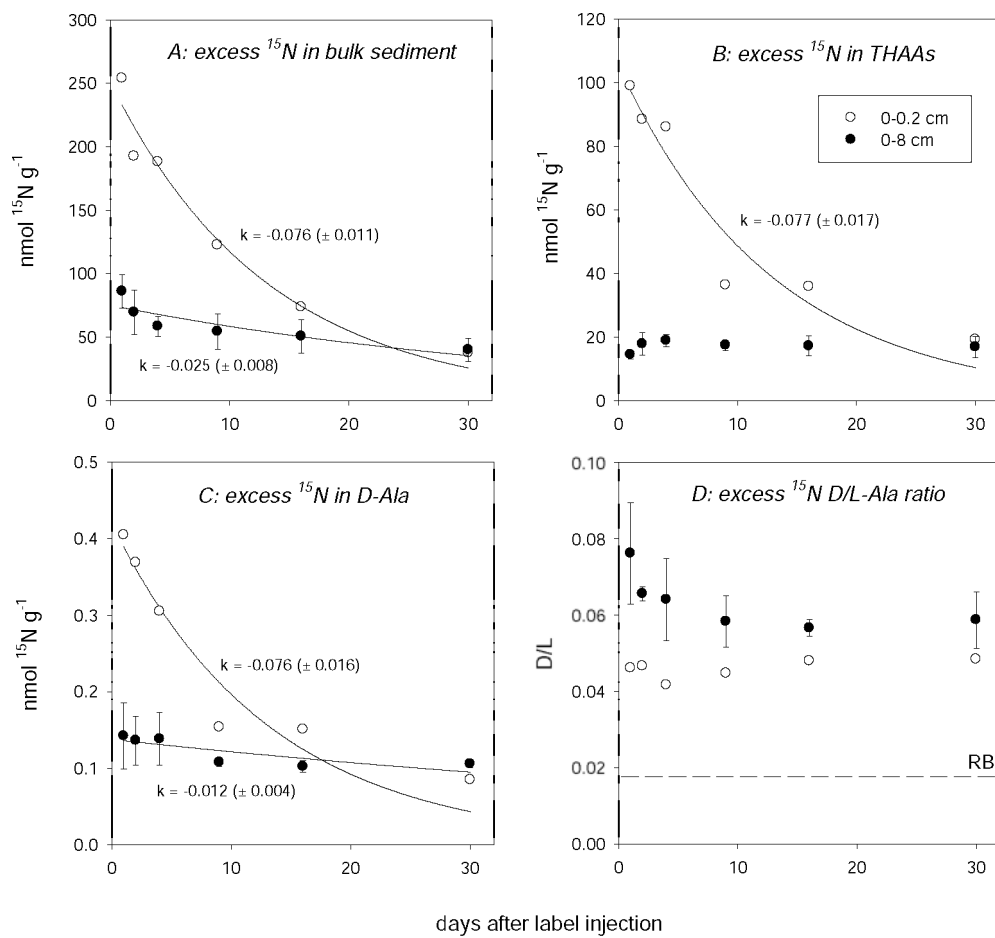 A: excess ¹⁵N in bulk sediment
300
250
200
150
100
50
0
nmol ¹⁵N g⁻¹
k = -0.076 (± 0.011)
k = -0.025 (± 0.008)
0 10 20 30
B: excess ¹⁵N in THAAs
120
100
80
60
40
20
0
nmol ¹⁵N g⁻¹
0-0.2 cm
0-8 cm
k = -0.077 (± 0.017)
0 10 20 30
C: excess ¹⁵N in D-Ala
0.5
0.4
0.3
0.2
0.1
0.0
nmol ¹⁵N g⁻¹
k = -0.076 (± 0.016)
k = -0.012 (± 0.004)
0 10 20 30
D: excess ¹⁵N D/L-Ala ratio
0.10
0.08
0.06
0.04
0.02
0.00
D/L
RB
0 10 20 30
days after label injection